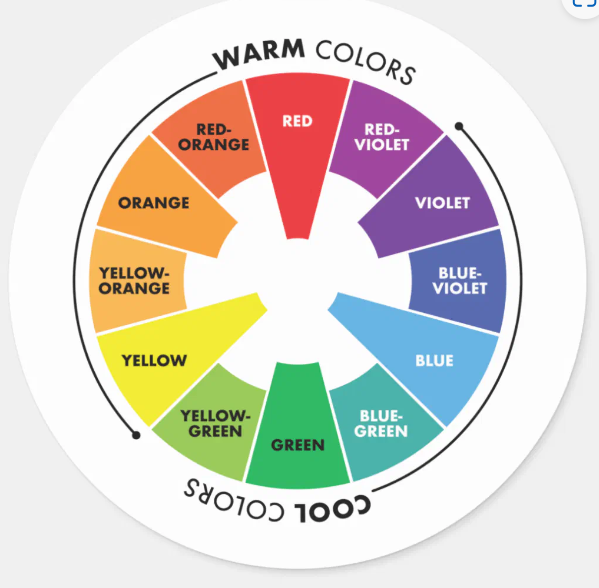 WARM COLORS
RED
RED-
VIOLET
VIOLET
BLUE-
VIOLET
BLUE
BLUE-
GREEN
GREEN
YELLOW-
GREEN
YELLOW
YELLOW-
ORANGE
ORANGE
RED-
ORANGE
COOL COLORS